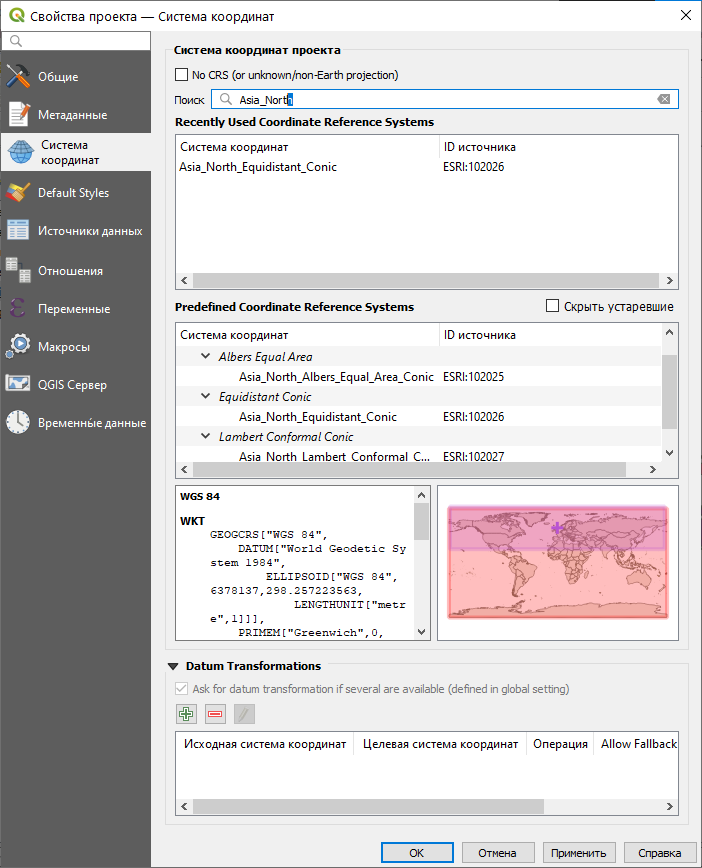 Свойства проекта — Система координат
Общие
Метаданные
Система
координат
Default Styles
Источники данных
Отношения
Переменные
Макросы
QGIS Сервер
Временны́е данные
Система координат проекта
No CRS (or unknown/non-Earth projection)
Поиск Asia_North
Recently Used Coordinate Reference Systems
Система координат ID источника
Asia_North_Equidistant_Conic ESRI:102026
Predefined Coordinate Reference Systems Скрыть устаревшие
Система координат ID источника
Albers Equal Area
Asia_North_Albers_Equal_Area_Conic ESRI:102025
Equidistant Conic
Asia_North_Equidistant_Conic ESRI:102026
Lambert Conformal Conic
Asia_North_Lambert_Conformal_C... ESRI:102027
WGS 84
WKT
GEOGCRS["WGS 84",
DATUM["World Geodetic Sy
stem 1984",
ELLIPSOID["WGS 84",
6378137,298.257223563,
LENGTHUNIT["metr
e",1]]],
PRIMEM["Greenwich",0,
Datum Transformations
Ask for datum transformation if several are available (defined in global setting)
Исходная система координат Целевая система координат Операция Allow Fallback
OK Отмена Применить Справка